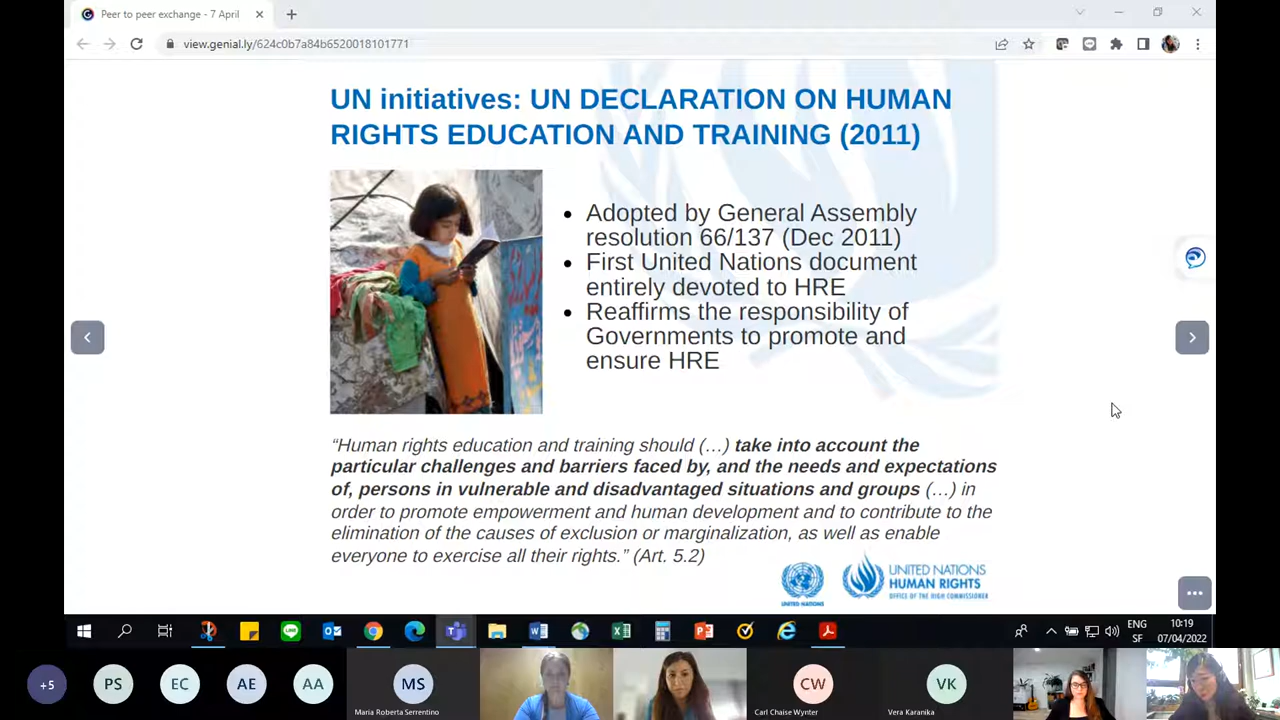 Peer to peer exchange - 7 April
view.genial.ly/624c0b7a84b6520018101771
UN initiatives: UN DECLARATION ON HUMAN
RIGHTS EDUCATION AND TRAINING (2011)
• Adopted by General Assembly
resolution 66/137 (Dec 2011)
• First United Nations document
entirely devoted to HRE
• Reaffirms the responsibility of
Governments to promote and
ensure HRE
“Human rights education and training should (…) take into account the
particular challenges and barriers faced by, and the needs and expectations
of, persons in vulnerable and disadvantaged situations and groups (…) in
order to promote empowerment and human development and to contribute to the
elimination of the causes of exclusion or marginalization, as well as enable
everyone to exercise all their rights.” (Art. 5.2)
UNITED NATIONS
UNITED NATIONS
HUMAN RIGHTS
OFFICE OF THE HIGH COMMISSIONER
ENG
SF
10:19
07/04/2022
+5
PS
EC
AE
AA
MS
Maria Roberta Serrentino
CW
Carl Chaise Wynter
VK
Vera Karanika